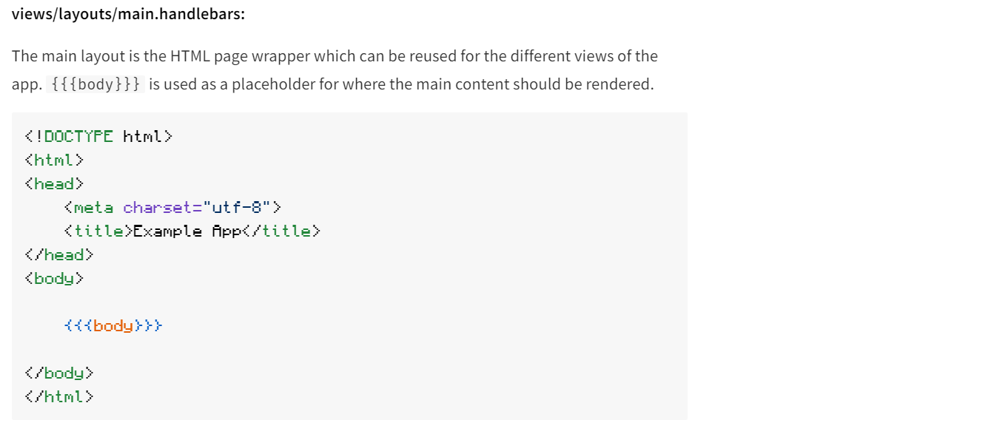 views/layouts/main.handlebars:
The main layout is the HTML page wrapper which can be reused for the different views of the
app. {{{body}}} is used as a placeholder for where the main content should be rendered.
<!DOCTYPE html>
<html>
<head>
    <meta charset="utf-8">
    <title>Example App</title>
</head>
<body>

    {{{body}}}

</body>
</html>